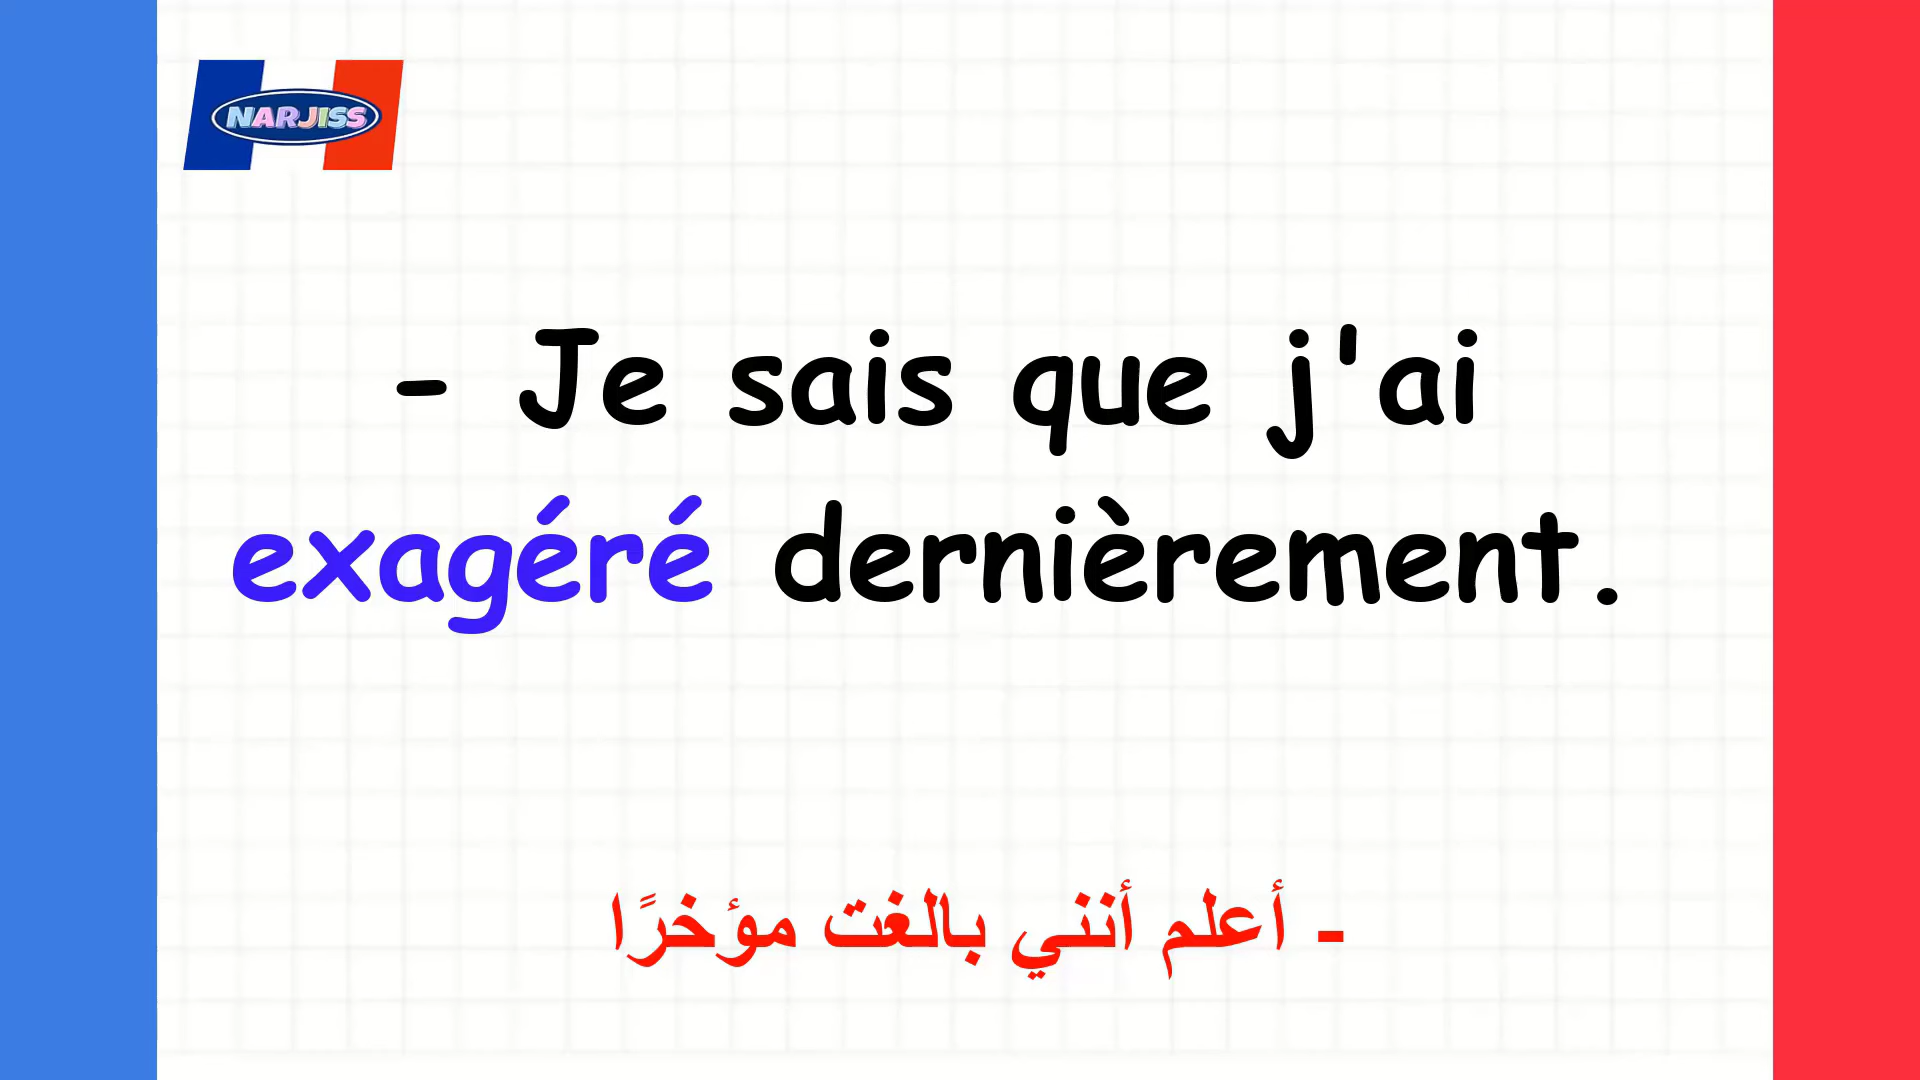 NARJISS
- Je sais que j'ai
exagéré dernièrement.
- أعلم أنني بالغت مؤخرًا